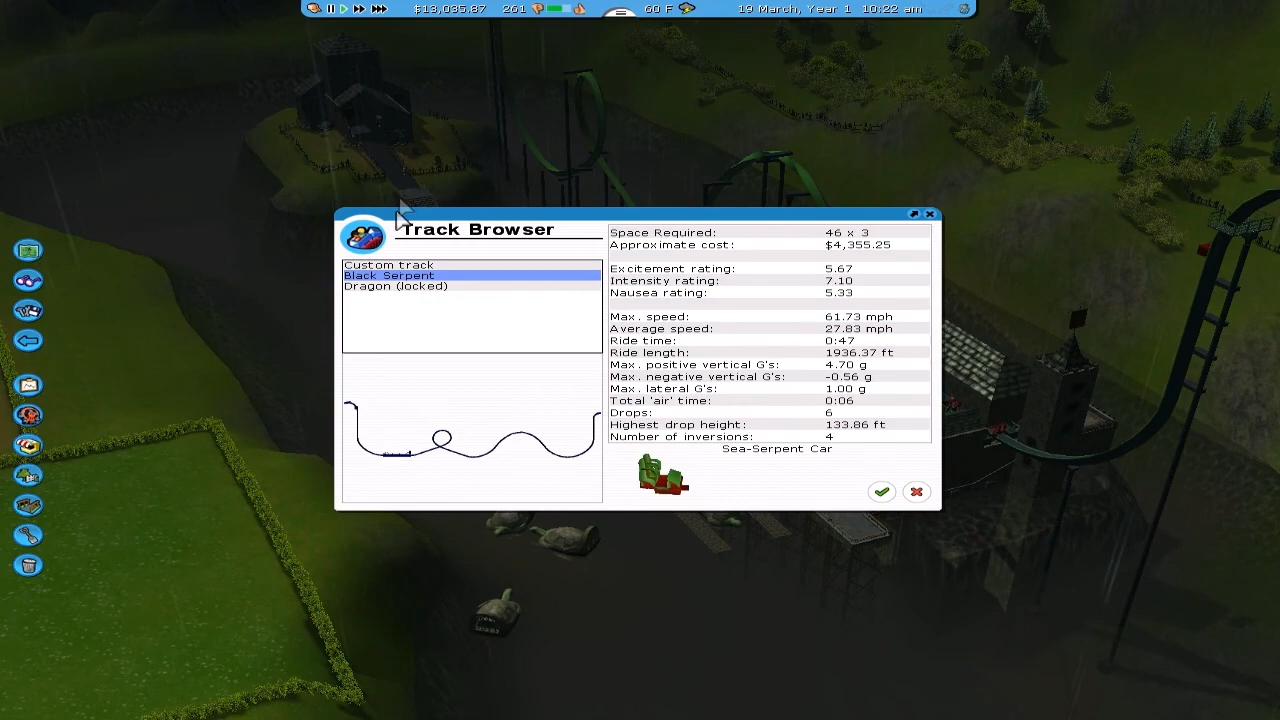 $13,035.87 261 60 F 19 March, Year 1 10:22 am
Track Browser
Custom track
Black Serpent
Dragon (locked)
Space Required: 46 x 3
Approximate cost: $4,355.25
Excitement rating: 5.67
Intensity rating: 7.10
Nausea rating: 5.33
Max. speed: 61.73 mph
Average speed: 27.83 mph
Ride time: 0:47
Ride length: 1936.37 ft
Max. positive vertical G's: 4.70 g
Max. negative vertical G's: -0.56 g
Max. lateral G's: 1.00 g
Total 'air' time: 0:06
Drops: 6
Highest drop height: 133.86 ft
Number of inversions: 4
Sea-Serpent Car